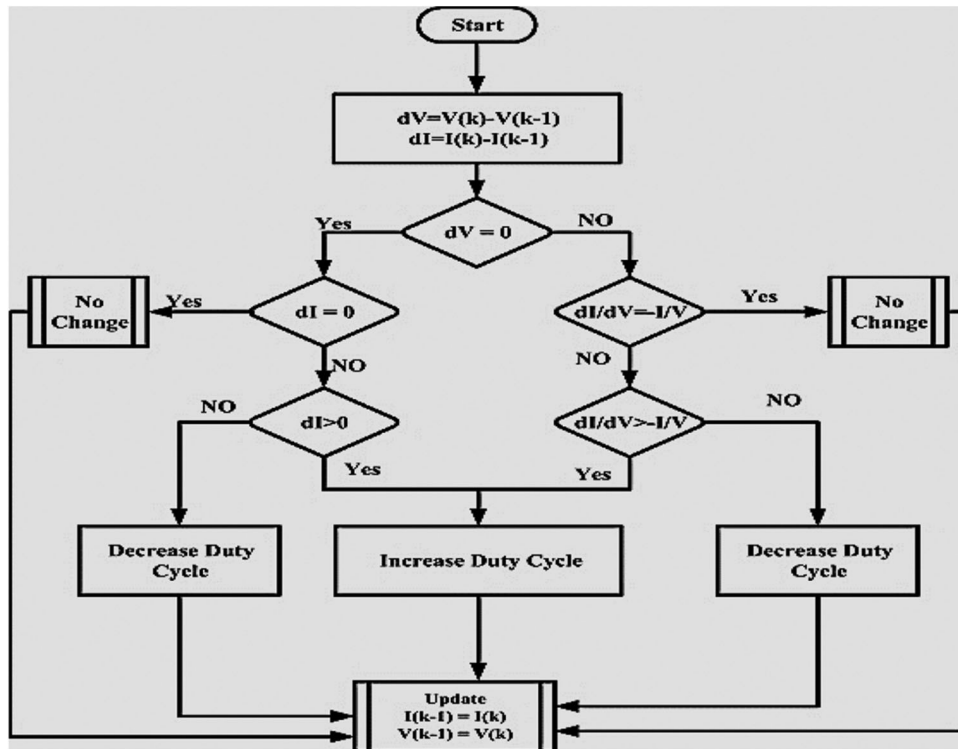 Start
dV=V(k)-V(k-1)
dI=I(k)-I(k-1)
Yes
NO
dV = 0
No
Change
Yes
dI = 0
dI/dV=-I/V
Yes
No
Change
NO
NO
NO
dI>0
dI/dV>-I/V
NO
Yes
Yes
Decrease Duty
Cycle
Increase Duty Cycle
Decrease Duty
Cycle
Update
I(k-1) = I(k)
V(k-1) = V(k)